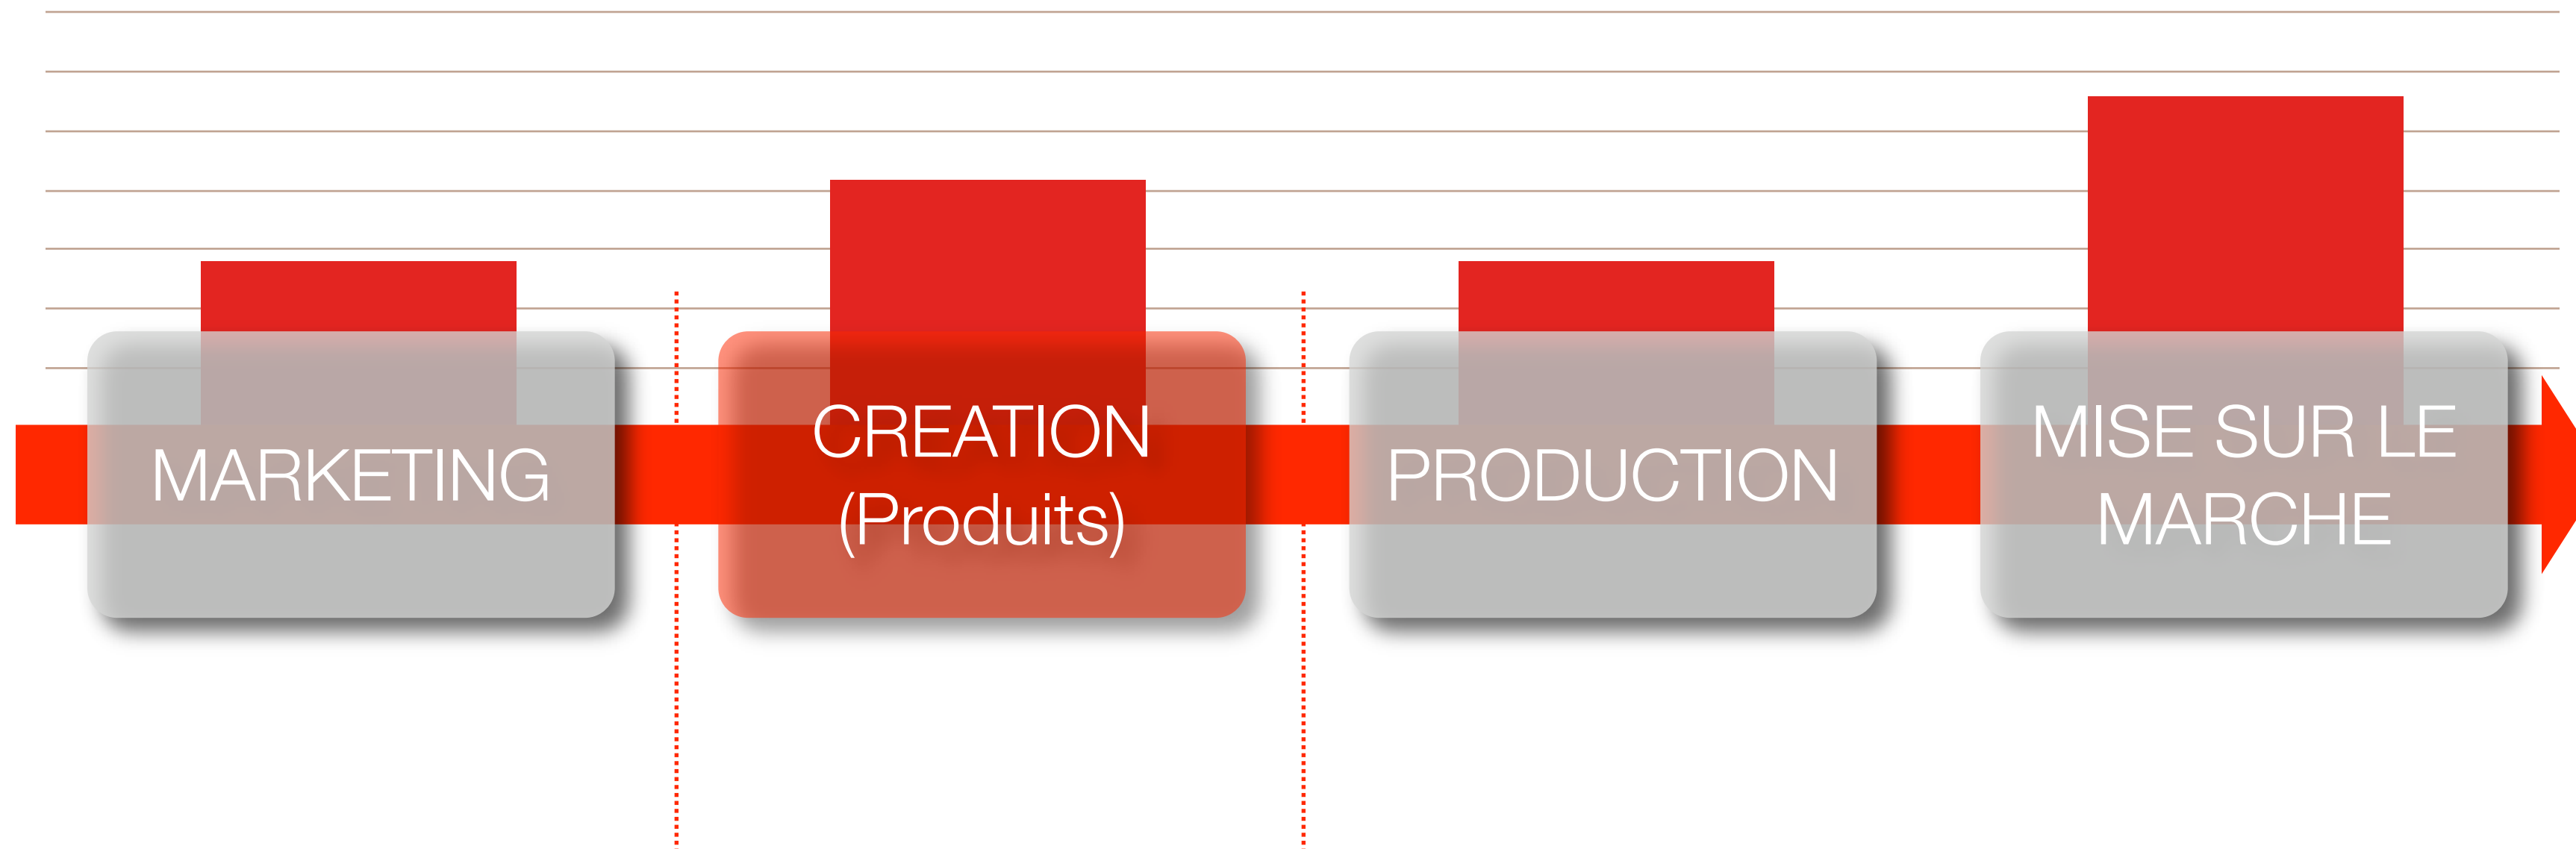 MARKETING
CREATION
(Produits)
PRODUCTION
MISE SUR LE
MARCHE